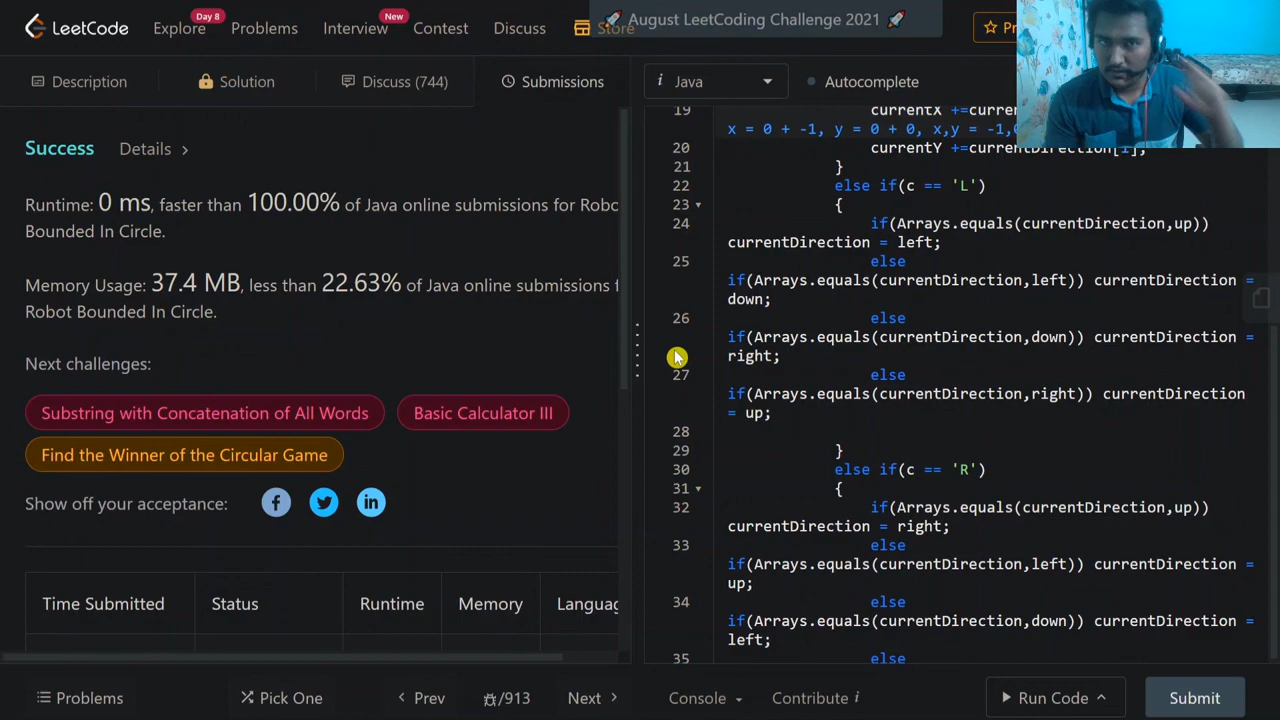 Day 8
New
LeetCode
Explore
Problems
Interview
Contest
Discuss
Store
🚀 August LeetCoding Challenge 2021 🚀
Description
Solution
Discuss (744)
Submissions
i Java
Autocomplete
Success
Details >
Runtime: 0 ms, faster than 100.00% of Java online submissions for
Bounded In Circle.
Memory Usage: 37.4 MB, less than 22.63% of Java online submissions
Robot Bounded In Circle.
Next challenges:
Substring with Concatenation of All Words
Basic Calculator III
Find the Winner of the Circular Game
Show off your acceptance:
Time Submitted
Status
Runtime
Memory
19
currentX
x = 0 + -1, y = 0 + 0, x,y =
20 currentY
21 }
22 else if(c == 'L')
23 {
24 if(Arrays.equals(currentDirection,up))
currentDirection = left;
25 else
if(Arrays.equals(currentDirection,left)) currentDirection =
down;
26 else
if(Arrays.equals(currentDirection,down)) currentDirection =
right;
27 else
if(Arrays.equals(currentDirection,right)) currentDirection
= up;
28
29 }
30 else if(c == 'R')
31 {
32 if(Arrays.equals(currentDirection,up))
currentDirection = right;
33 else
if(Arrays.equals(currentDirection,left)) currentDirection =
up;
34 else
if(Arrays.equals(currentDirection,down)) currentDirection =
left;
35 else
Problems
Pick One
< Prev
/913
Next >
Console
Contribute i
Run Code
Submit